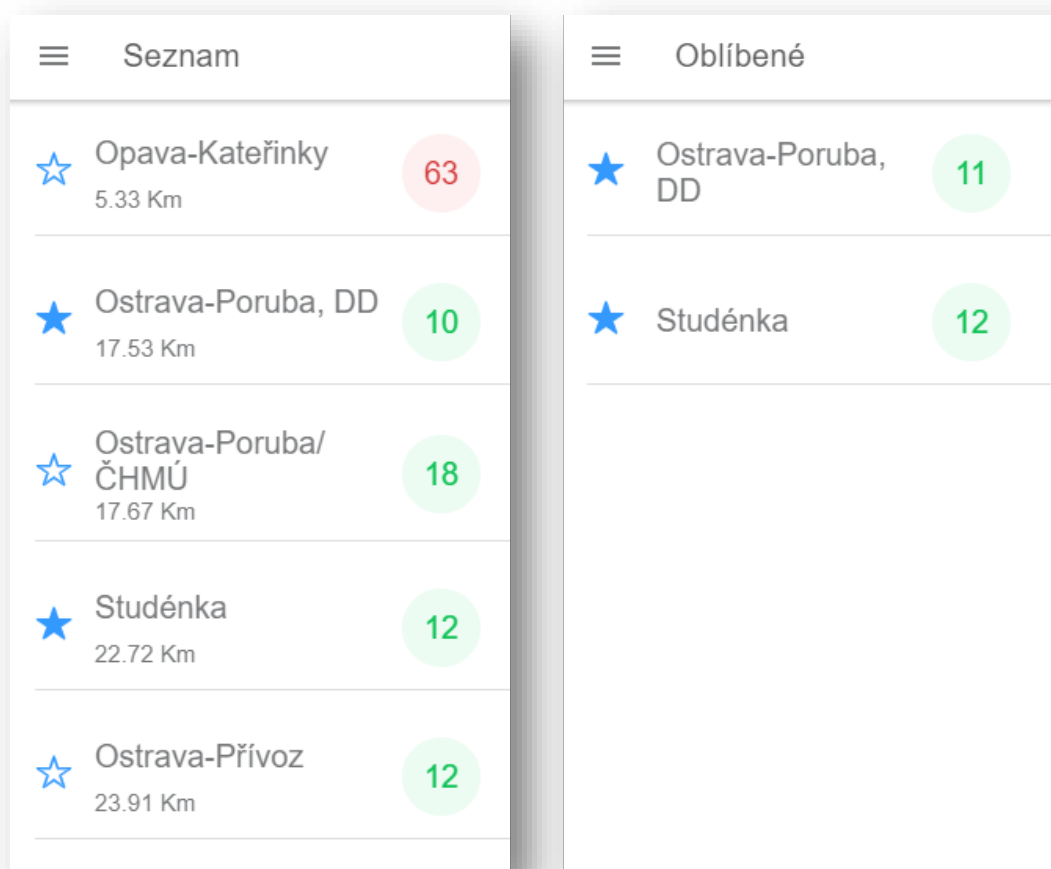 Seznam
Opava-Kateřinky
63
5.33 Km
Ostrava-Poruba, DD
10
17.53 Km
Ostrava-Poruba/
ČHMÚ
18
17.67 Km
Studénka
12
22.72 Km
Ostrava-Přívoz
12
23.91 Km
Oblíbené
Ostrava-Poruba,
DD
11
Studénka
12